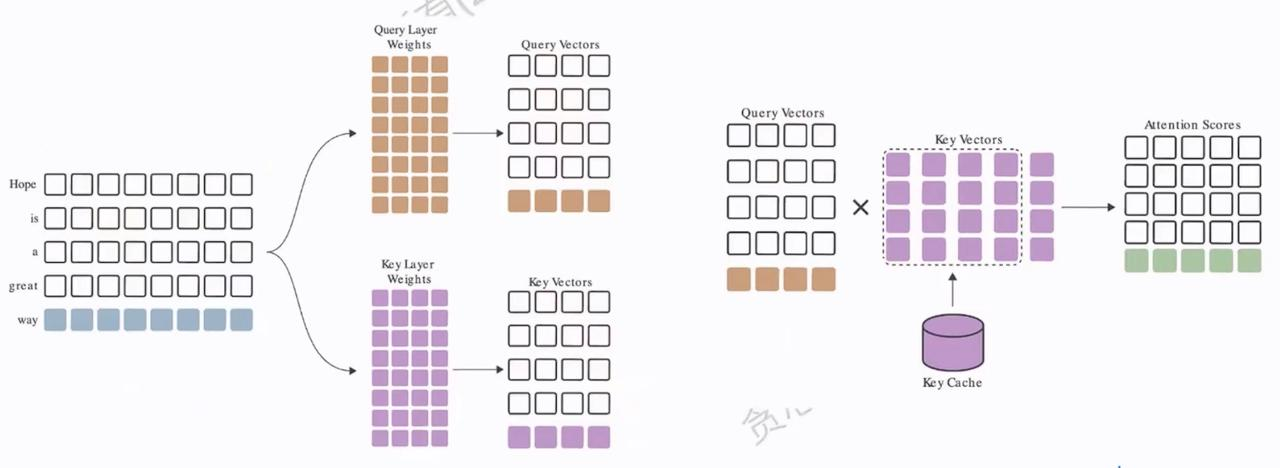 Query Layer
Weights
Query Vectors
Hope
is
a
great
way
Key Layer
Weights
Key Vectors
Query Vectors
×
Key Vectors
Attention Scores
Key Cache